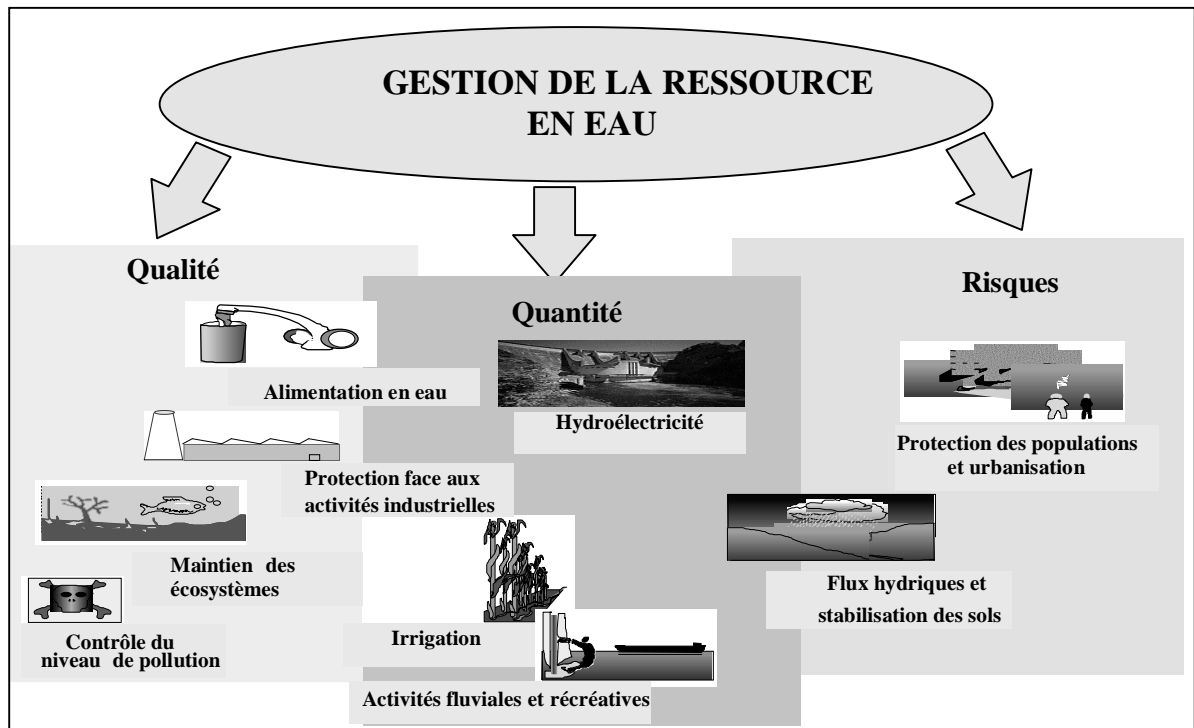 GESTION DE LA RESSOURCE
EN EAU
Qualité
Alimentation en eau
Protection face aux
activités industrielles
Maintien des
écosystèmes
Contrôle du
niveau de pollution
Quantité
Hydroélectricité
Irrigation
Activités fluviales et récréatives
Risques
Protection des populations
et urbanisation
Flux hydriques et
stabilisation des sols